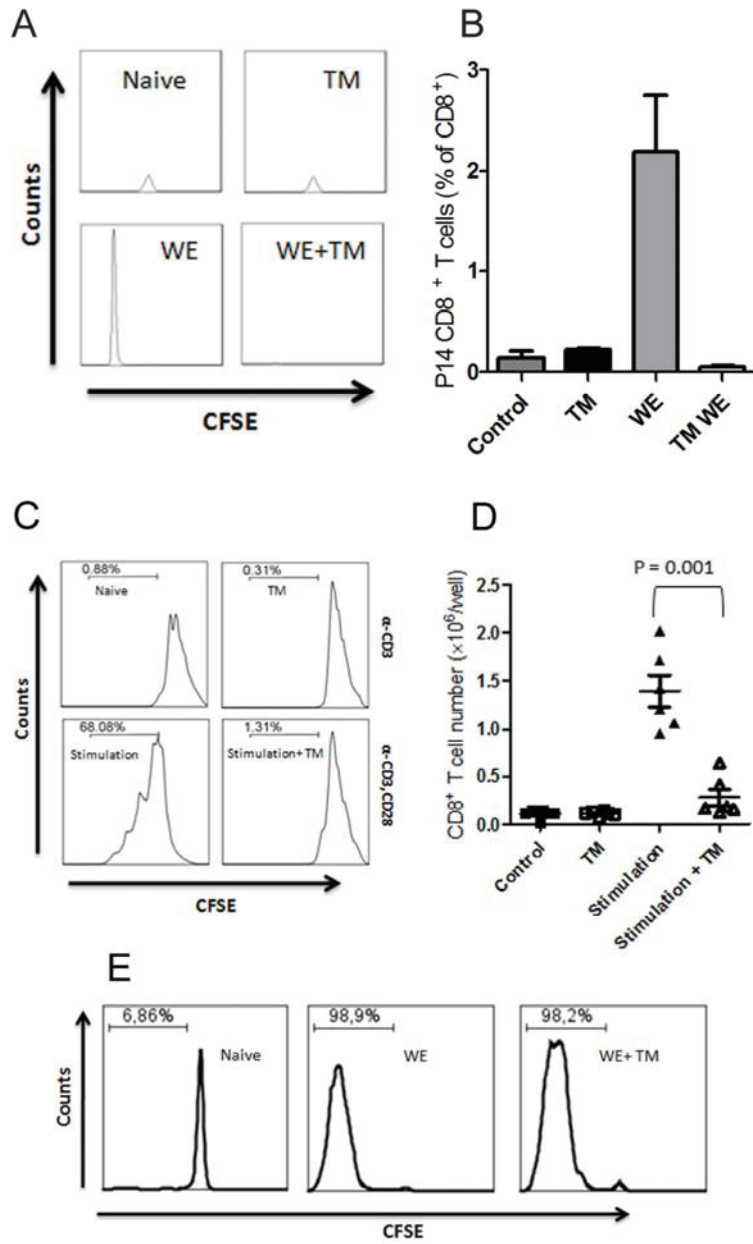 A
Naive
TM
WE
WE+TM
Counts
CFSE
B
P14 CD8 + T cells (% of CD8+)
3
2
1
0
Control
TM
WE
TM WE
C
0.88%
Naive
0.31%
TM
α-CD3
68.08%
Stimulation
1.31%
Stimulation+TM
α-CD3,CD28
Counts
CFSE
D
P = 0.001
CD8+ T cell number (×10⁶/well)
2.5
2.0
1.5
1.0
0.5
0.0
Control
TM
Stimulation
Stimulation + TM
E
6,86%
Naive
98,9%
WE
98,2%
WE+ TM
Counts
CFSE